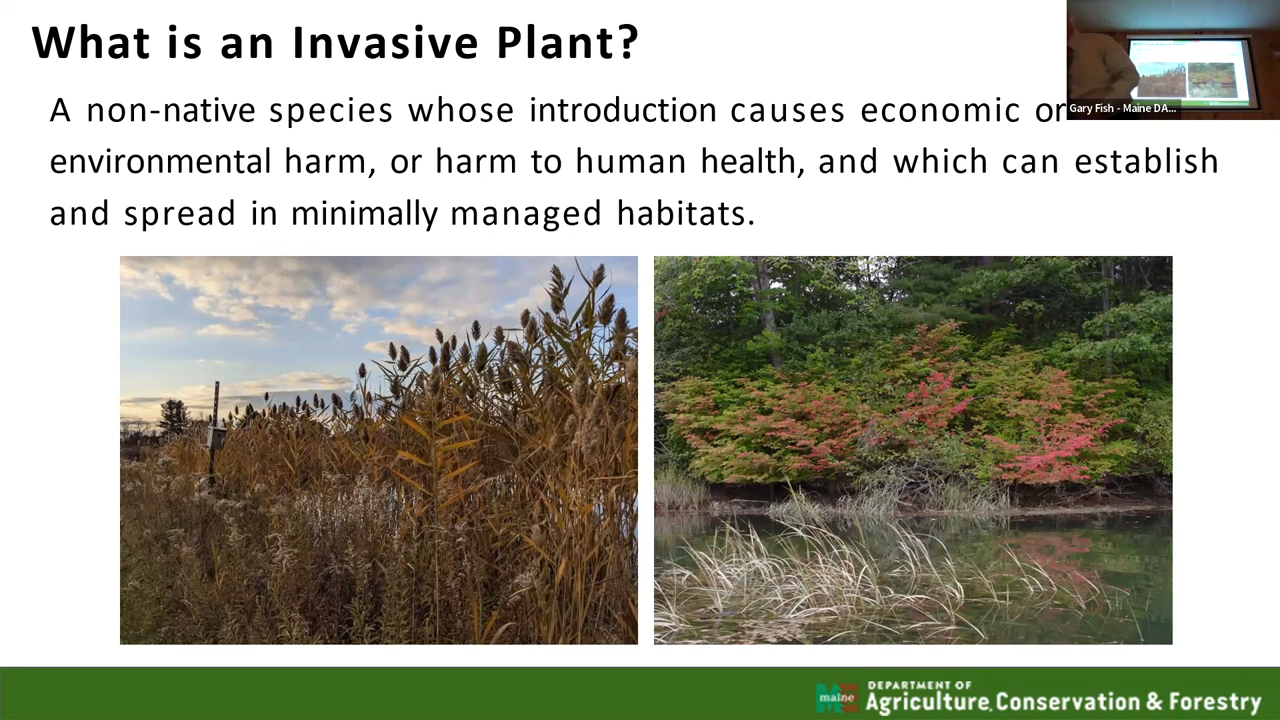 What is an Invasive Plant?
A non-native species whose introduction causes economic or
environmental harm, or harm to human health, and which can establish
and spread in minimally managed habitats.
Gary Fish - Maine DA...
maine
DEPARTMENT OF
Agriculture, Conservation & Forestry